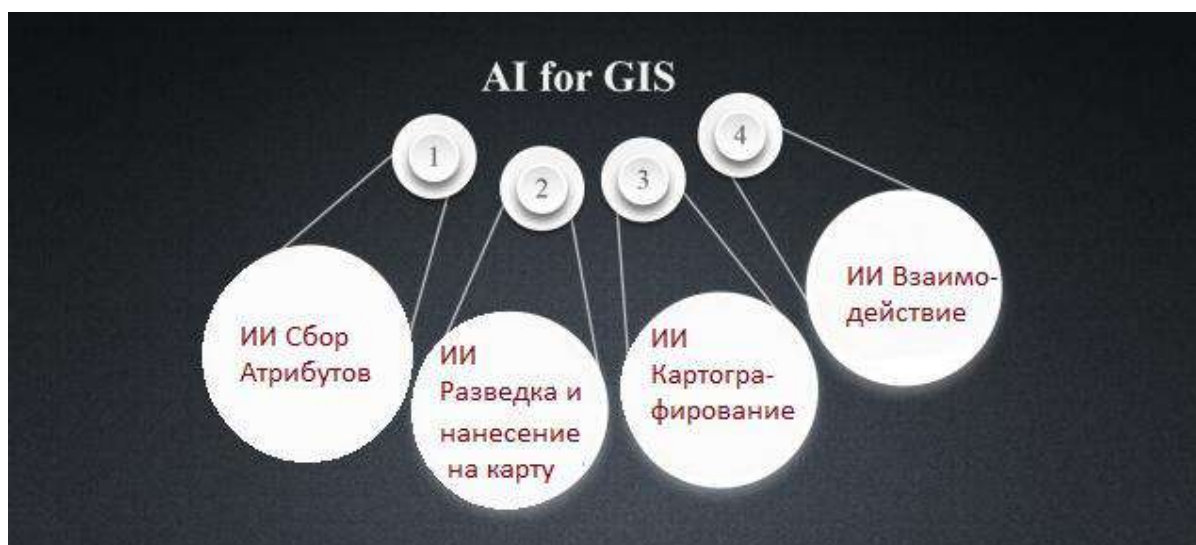 AI for GIS
1
ИИ Сбор
Атрибутов
2
ИИ
Разведка и
нанесение
на карту
3
ИИ
Картогра-
фирование
4
ИИ Взаимо-
действие